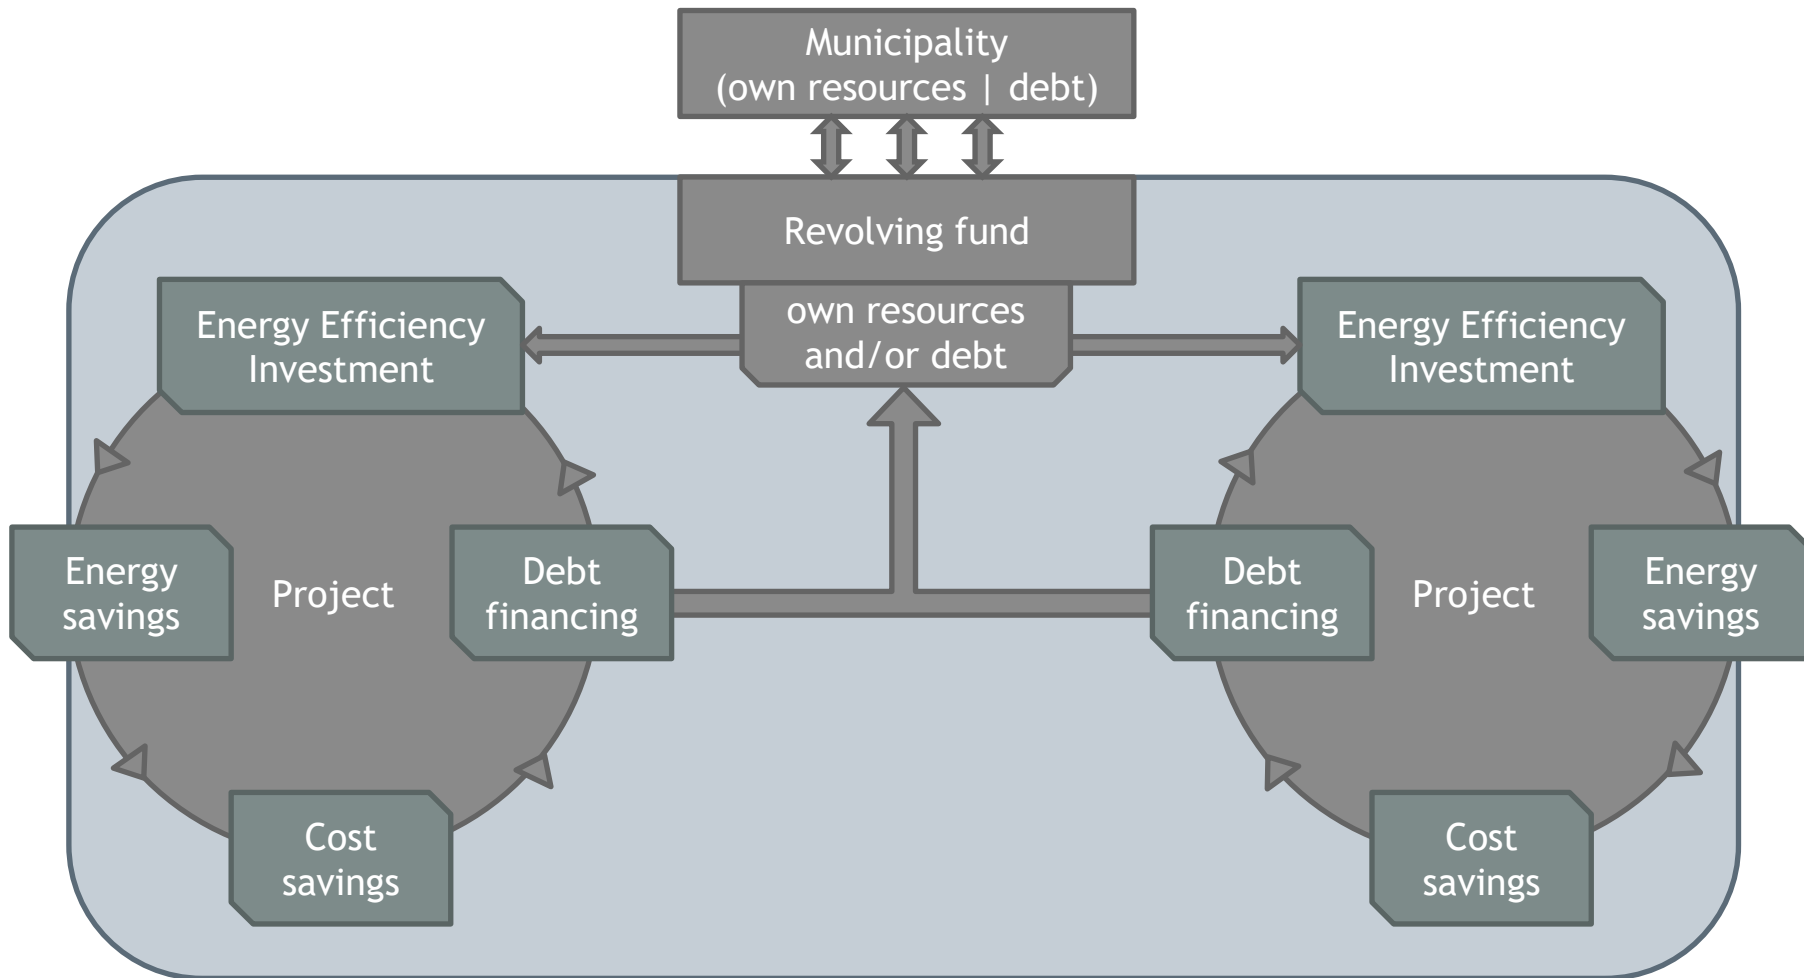 Municipality
(own resources | debt)
Revolving fund
own resources
and/or debt
Energy Efficiency
Investment
Energy
savings
Project
Debt
financing
Cost
savings
Energy Efficiency
Investment
Debt
financing
Project
Energy
savings
Cost
savings